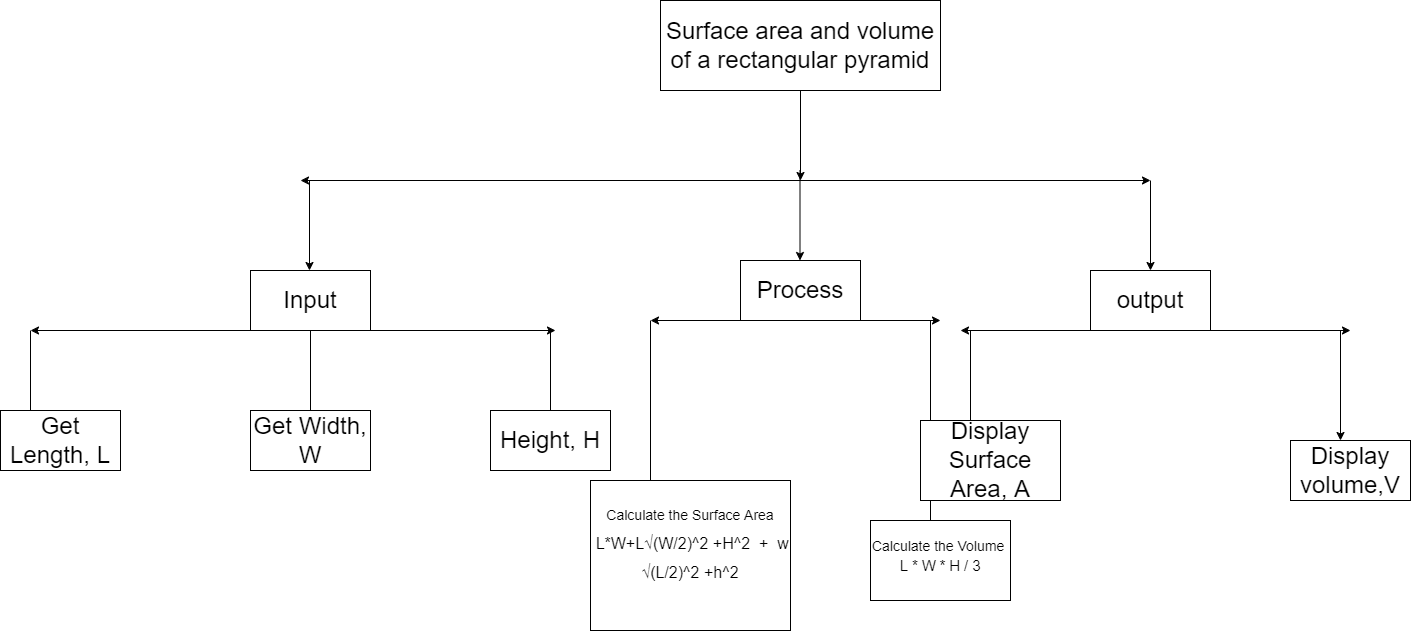 Surface area and volume
of a rectangular pyramid
Input
Process
output
Get
Length, L
Get Width,
W
Height, H
Calculate the Surface Area
L*W+L√(W/2)^2 +H^2 + w
√(L/2)^2 +h^2
Calculate the Volume
L * W * H / 3
Display
Surface
Area, A
Display
volume,V